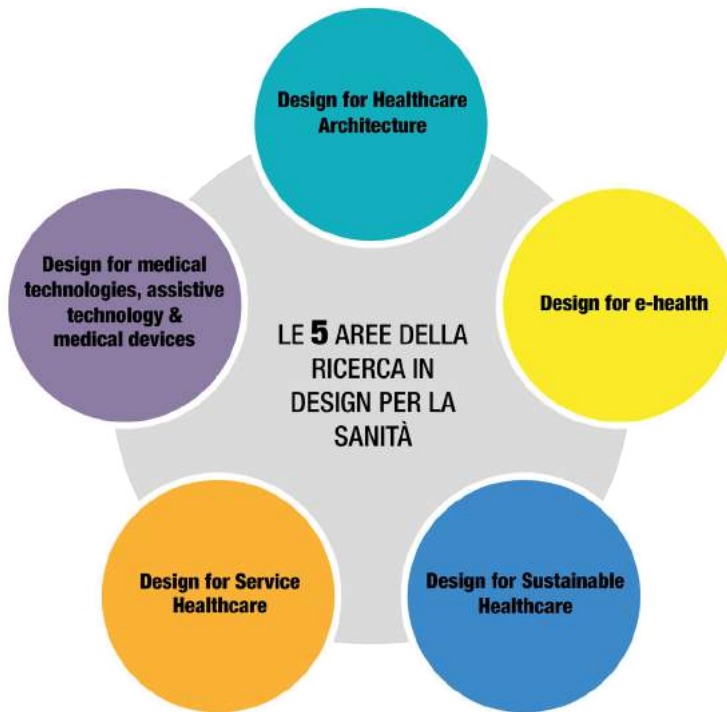 Design for Healthcare
Architecture
Design for medical
technologies, assistive
technology &
medical devices
Design for e-health
LE 5 AREE DELLA
RICERCA IN
DESIGN PER LA
SANITÀ
Design for Service
Healthcare
Design for Sustainable
Healthcare